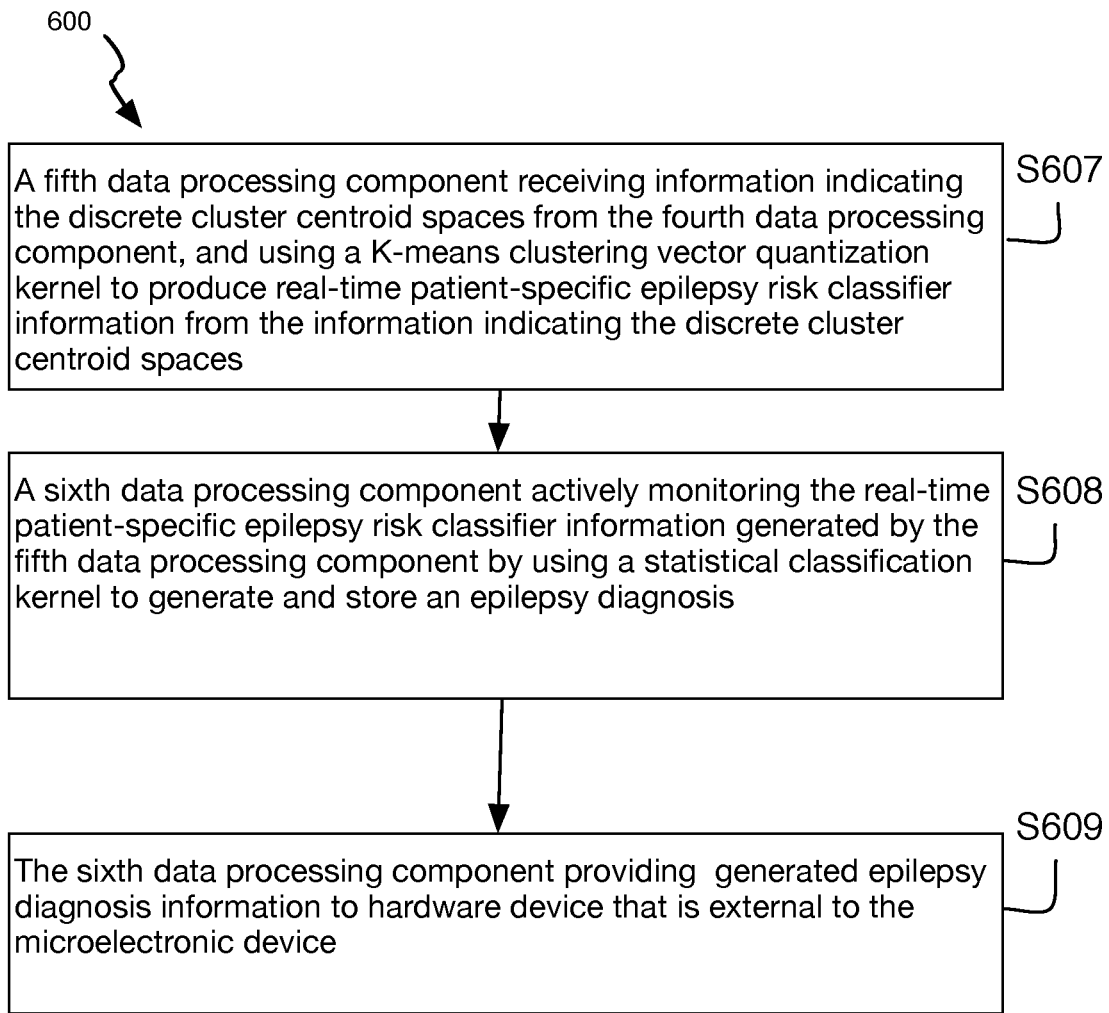 600
A fifth data processing component receiving information indicating
the discrete cluster centroid spaces from the fourth data processing
component, and using a K-means clustering vector quantization
kernel to produce real-time patient-specific epilepsy risk classifier
information from the information indicating the discrete cluster
centroid spaces
S607
A sixth data processing component actively monitoring the real-time
patient-specific epilepsy risk classifier information generated by the
fifth data processing component by using a statistical classification
kernel to generate and store an epilepsy diagnosis
S608
The sixth data processing component providing  generated epilepsy
diagnosis information to hardware device that is external to the
microelectronic device
S609